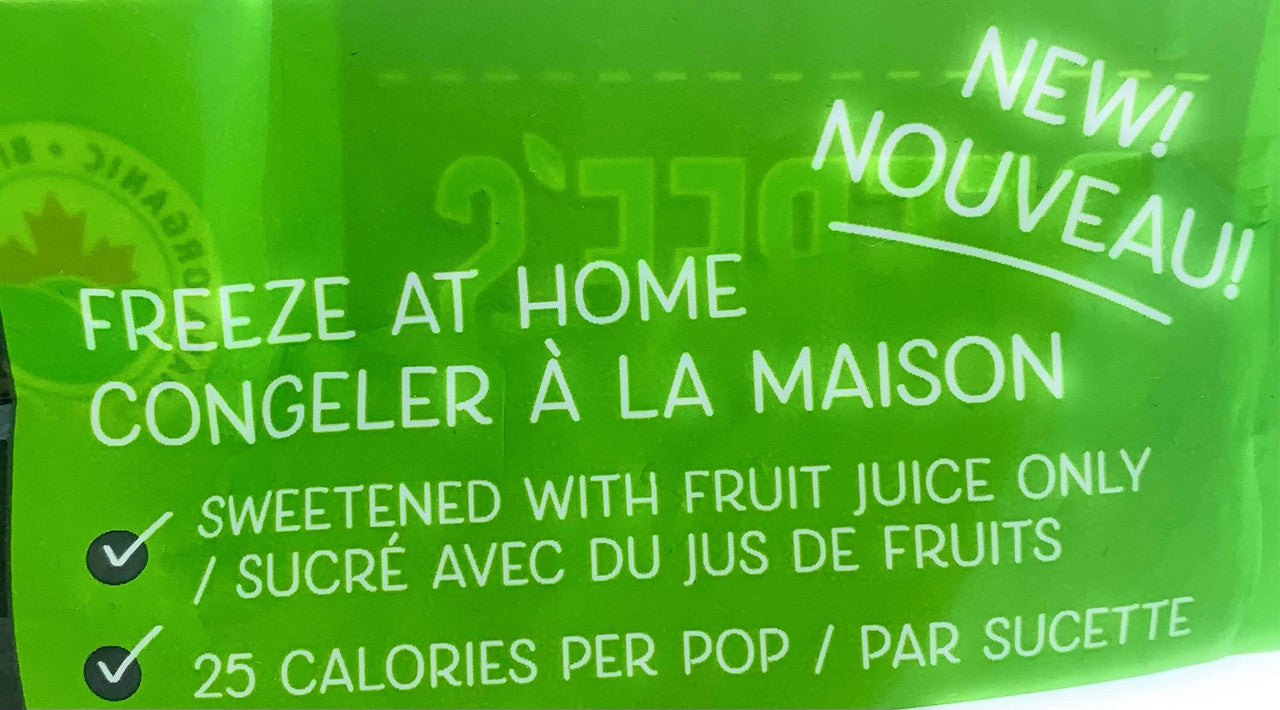 NEW!
NOUVEAU!
FREEZE AT HOME
CONGELER À LA MAISON
SWEETENED WITH FRUIT JUICE ONLY
/ SUCRÉ AVEC DU JUS DE FRUITS
25 CALORIES PER POP / PAR SUCETTE